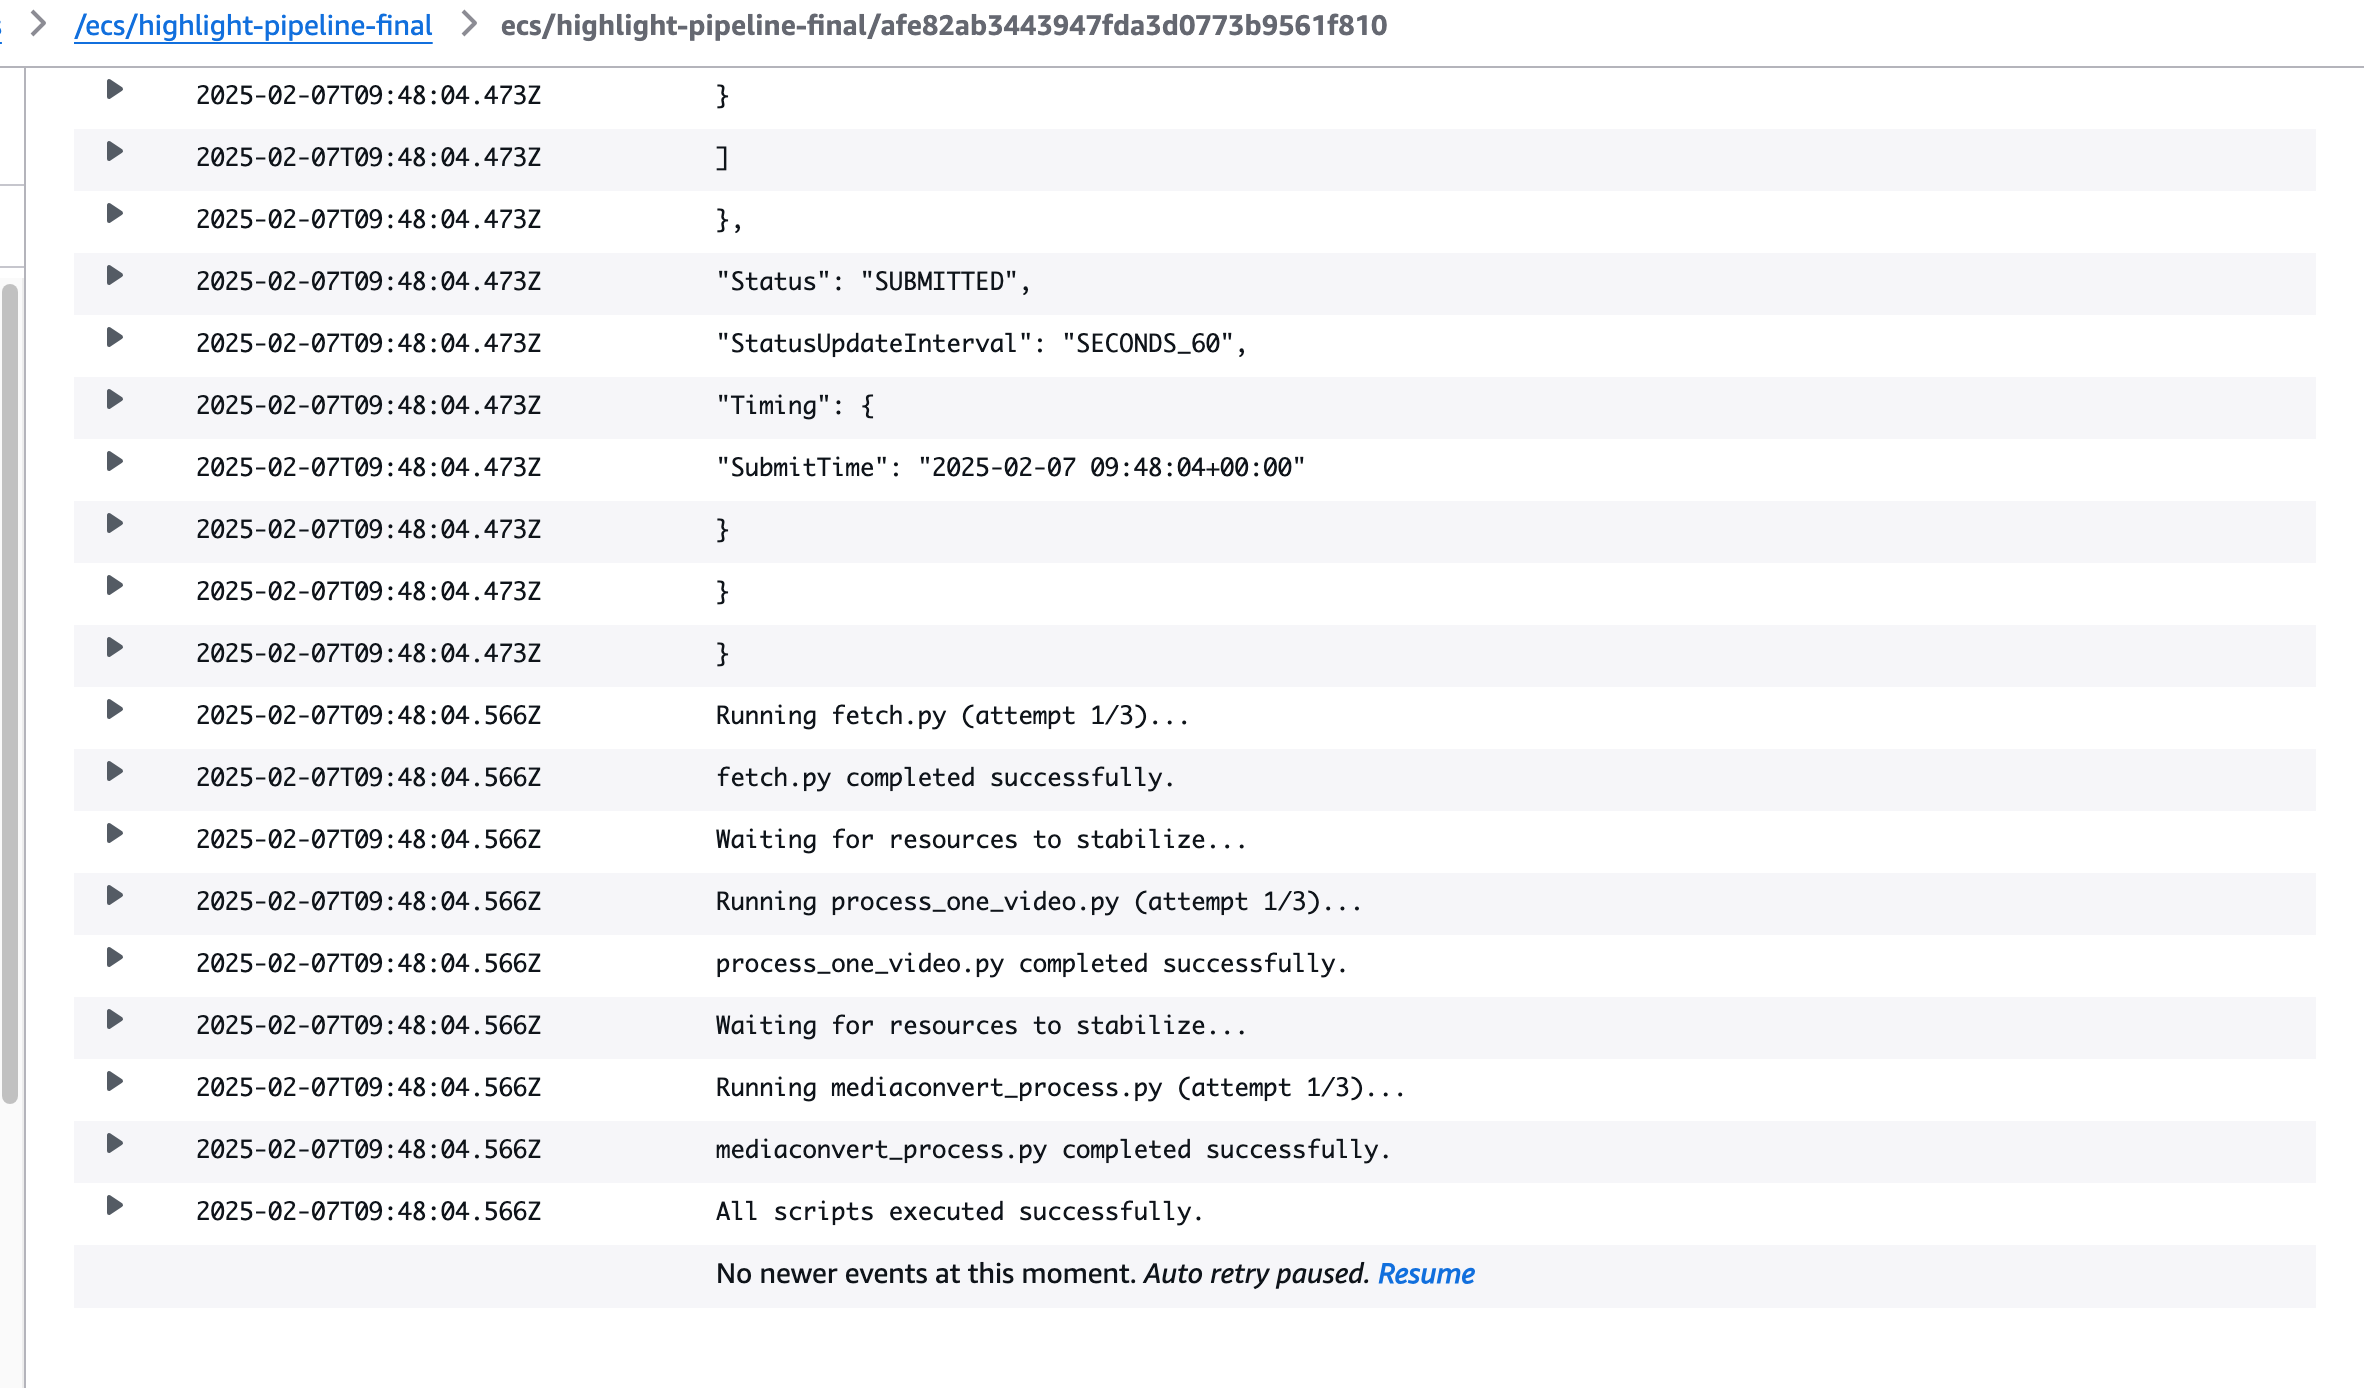 /ecs/highlight-pipeline-final ecs/highlight-pipeline-final/afe82ab3443947fda3d0773b9561f810
2025-02-07T09:48:04.473Z }
2025-02-07T09:48:04.473Z ]
2025-02-07T09:48:04.473Z },
2025-02-07T09:48:04.473Z "Status": "SUBMITTED",
2025-02-07T09:48:04.473Z "StatusUpdateInterval": "SECONDS_60",
2025-02-07T09:48:04.473Z "Timing": {
2025-02-07T09:48:04.473Z "SubmitTime": "2025-02-07 09:48:04+00:00"
2025-02-07T09:48:04.473Z }
2025-02-07T09:48:04.473Z }
2025-02-07T09:48:04.473Z }
2025-02-07T09:48:04.566Z Running fetch.py (attempt 1/3)...
2025-02-07T09:48:04.566Z fetch.py completed successfully.
2025-02-07T09:48:04.566Z Waiting for resources to stabilize...
2025-02-07T09:48:04.566Z Running process_one_video.py (attempt 1/3)...
2025-02-07T09:48:04.566Z process_one_video.py completed successfully.
2025-02-07T09:48:04.566Z Waiting for resources to stabilize...
2025-02-07T09:48:04.566Z Running mediaconvert_process.py (attempt 1/3)...
2025-02-07T09:48:04.566Z mediaconvert_process.py completed successfully.
2025-02-07T09:48:04.566Z All scripts executed successfully.
No newer events at this moment. Auto retry paused. Resume